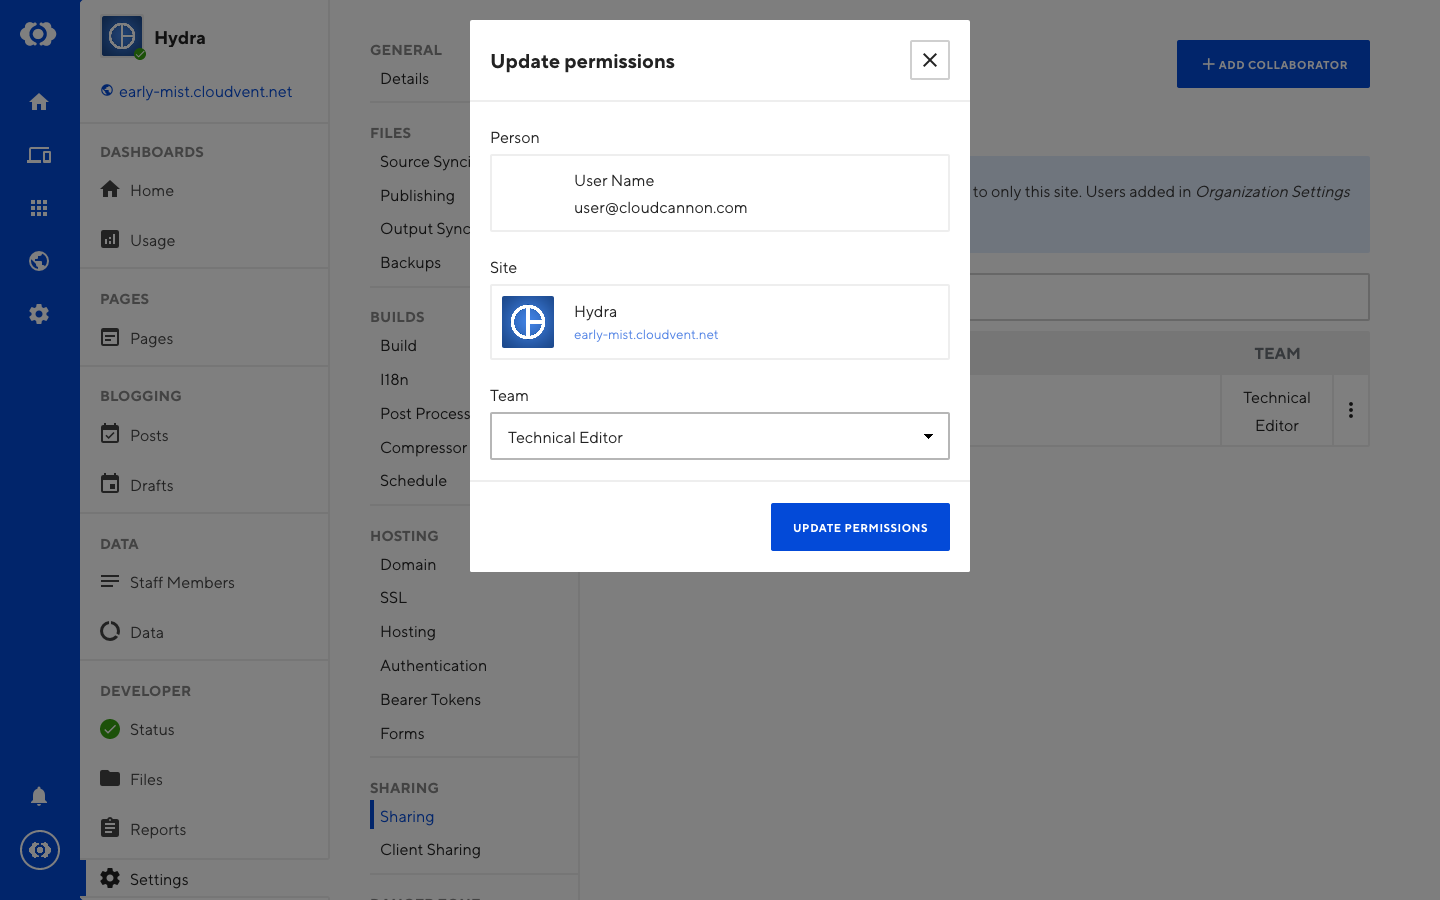 Hydra
early-mist.cloudvent.net
DASHBOARDS
Home
Usage
PAGES
Pages
BLOGGING
Posts
Drafts
DATA
Staff Members
Data
DEVELOPER
Status
Files
Reports
Settings
GENERAL
Details
FILES
Source Synci
Publishing
Output Sync
Backups
BUILDS
Build
I18n
Post Process
Compressor
Schedule
HOSTING
Domain
SSL
Hosting
Authentication
Bearer Tokens
Forms
SHARING
Sharing
Client Sharing
Update permissions
Person
User Name
user@cloudcannon.com
Site
Hydra
early-mist.cloudvent.net
Team
Technical Editor
UPDATE PERMISSIONS
ADD COLLABORATOR
to only this site. Users added in Organization Settings
TEAM
Technical
Editor